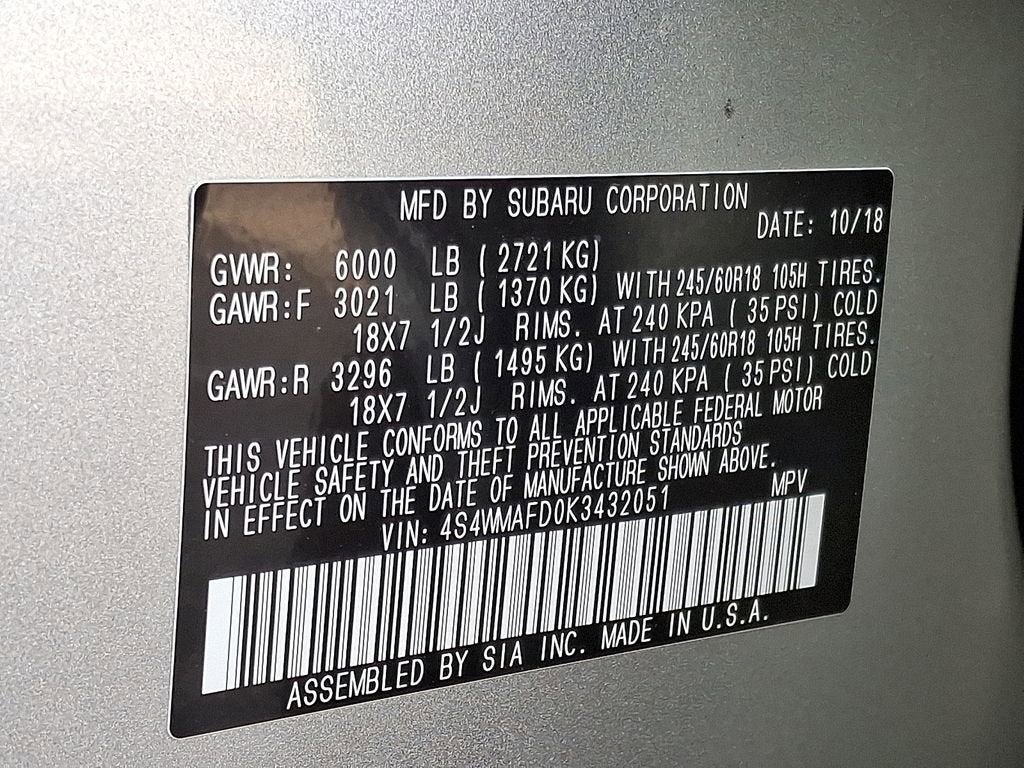 MFD BY SUBARU CORPORATION
DATE: 10/18
GVWR: 6000 LB ( 2721 KG)
GAWR:F 3021 LB ( 1370 KG) WITH 245/60R18 105H TIRES.
18X7 1/2J RIMS. AT 240 KPA ( 35 PSI) COLD
GAWR:R 3296 LB ( 1495 KG) WITH 245/60R18 105H TIRES.
18X7 1/2J RIMS. AT 240 KPA ( 35 PSI) COLD
THIS VEHICLE CONFORMS TO ALL APPLICABLE FEDERAL MOTOR
VEHICLE SAFETY AND THEFT PREVENTION STANDARDS
IN EFFECT ON THE DATE OF MANUFACTURE SHOWN ABOVE.
VIN: 4S4WMAFD0K3432051 MPV
ASSEMBLED BY SIA INC. MADE IN U.S.A.